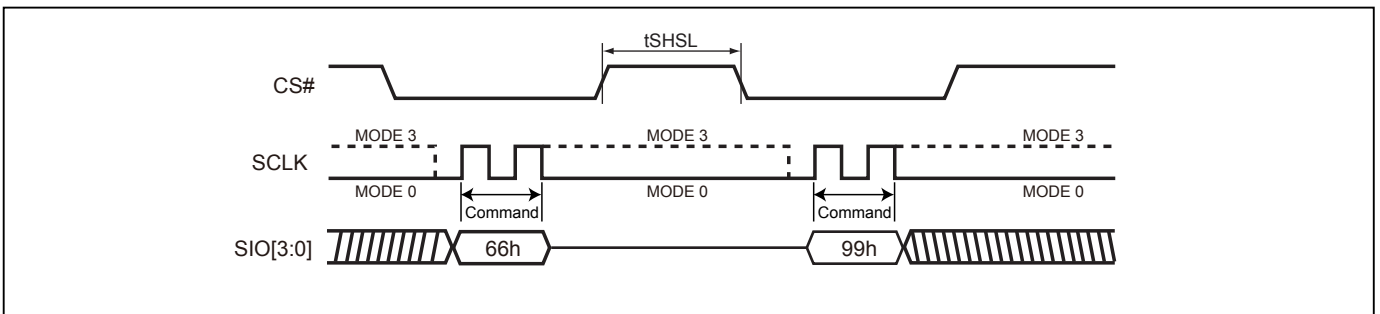 tSHSL
CS#
MODE 3 MODE 3 MODE 3
SCLK
MODE 0 MODE 0 MODE 0
Command Command
SIO[3:0] 66h 99h